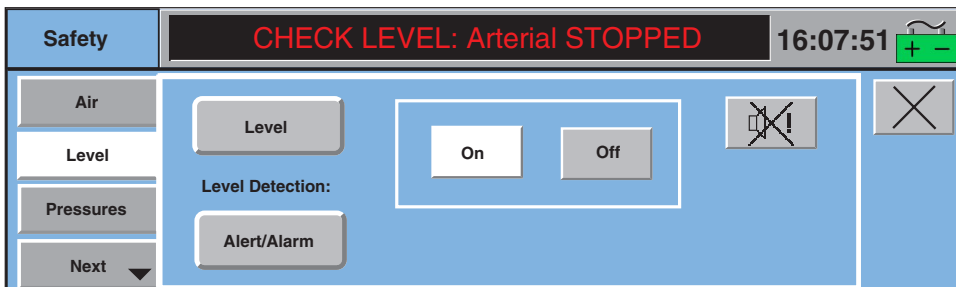 Safety
CHECK LEVEL: Arterial STOPPED
16:07:51
+ −
Air
Level
Pressures
Next
Level
Level Detection:
Alert/Alarm
On
Off
!